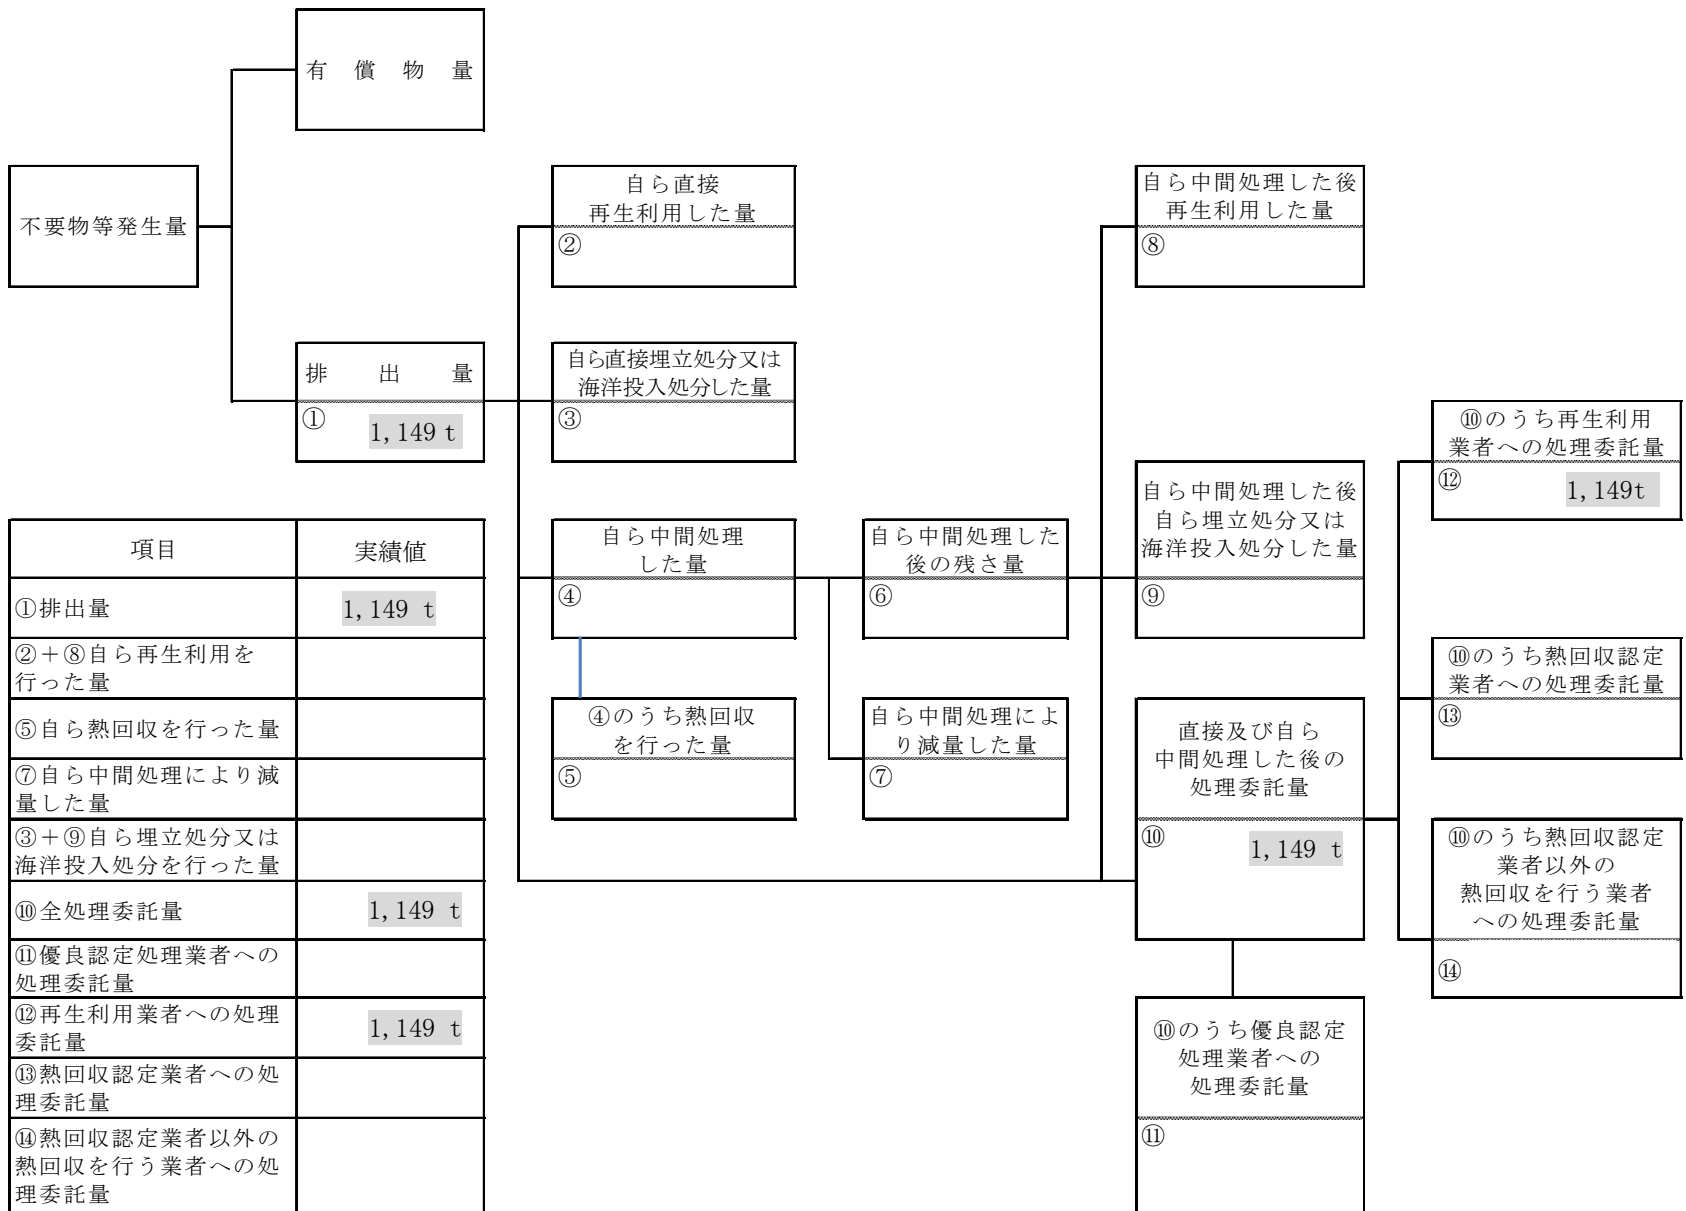 有償物量
不要物等発生量
自ら直接
再生利用した量
②
自ら中間処理した後
再生利用した量
⑧
排出量
① 1,149 t
自ら直接埋立処分又は
海洋投入処分した量
③
⑩のうち再生利用
業者への処理委託量
⑫ 1,149t
自ら中間処理
した量
④
自ら中間処理した
後の残さ量
⑥
自ら中間処理した後
自ら埋立処分又は
海洋投入処分した量
⑨
⑩のうち熱回収認定
業者への処理委託量
⑬
④のうち熱回収
を行った量
⑤
自ら中間処理によ
り減量した量
⑦
直接及び自ら
中間処理した後の
処理委託量
⑩ 1,149 t
⑩のうち熱回収認定
業者以外の
熱回収を行う業者
への処理委託量
⑭
⑩のうち優良認定
処理業者への
処理委託量
⑪
項目 実績値
①排出量 1,149 t
②＋⑧自ら再生利用を
行った量
⑤自ら熱回収を行った量
⑦自ら中間処理により減
量した量
③＋⑨自ら埋立処分又は
海洋投入処分を行った量
⑩全処理委託量 1,149 t
⑪優良認定処理業者への
処理委託量
⑫再生利用業者への処理
委託量 1,149 t
⑬熱回収認定業者への処
理委託量
⑭熱回収認定業者以外の
熱回収を行う業者への処
理委託量